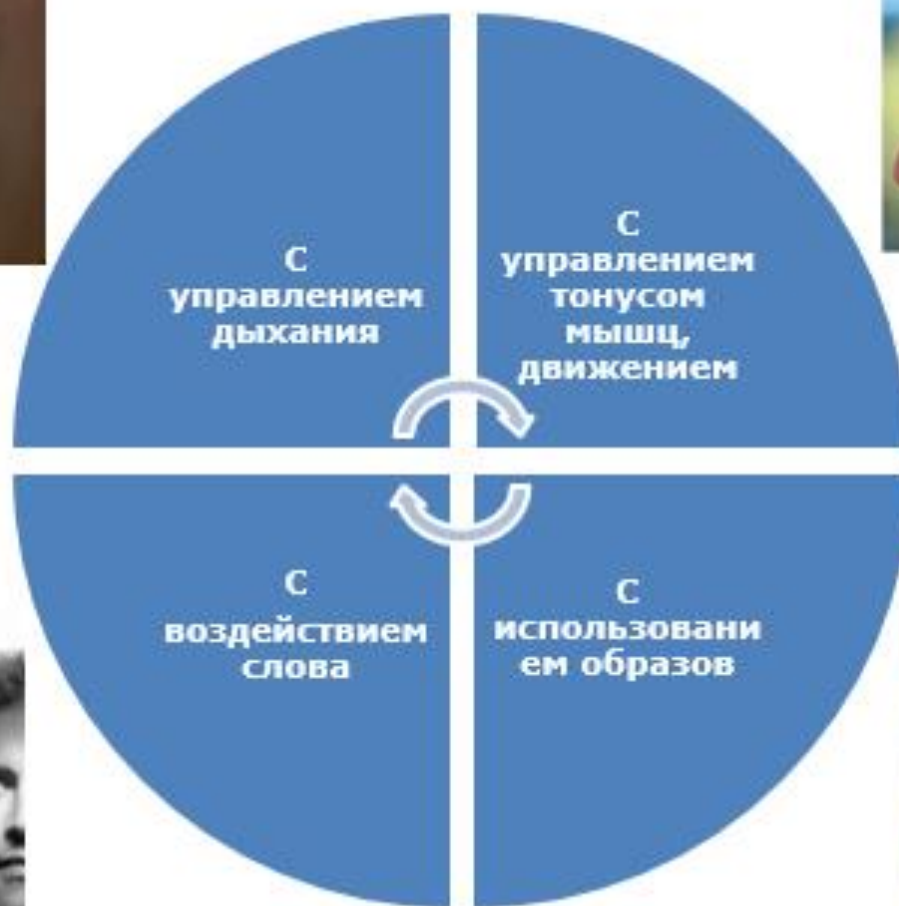 С
управлением
дыхания
С
управлением
тонусом
мышц,
движением
С
воздействием
слова
С
использовани
ем образов